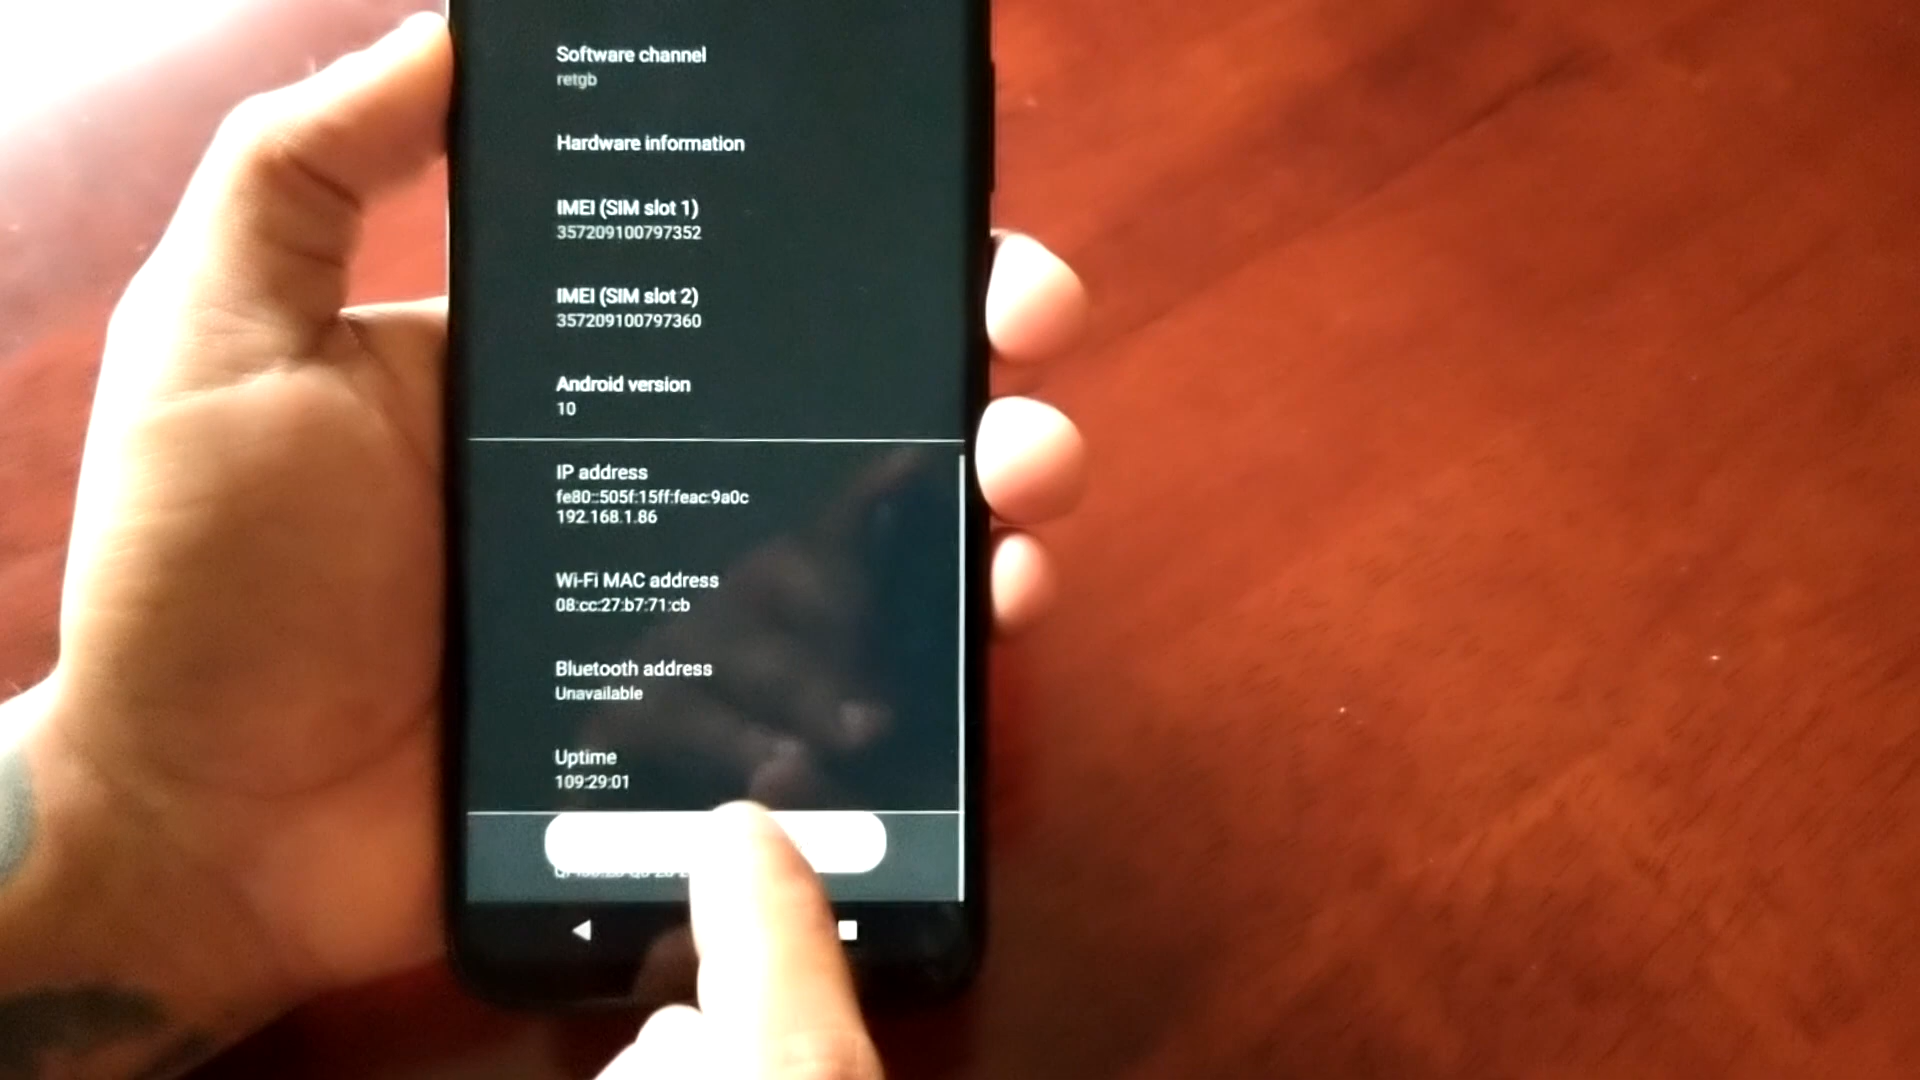 Software channel
retgb
Hardware information
IMEI (SIM slot 1)
357209100797352
IMEI (SIM slot 2)
357209100797360
Android version
10
IP address
fe80::505f:15ff:feac:9a0c
192.168.1.86
Wi-Fi MAC address
08:cc:27:b7:71:cb
Bluetooth address
Unavailable
Uptime
109:29:01